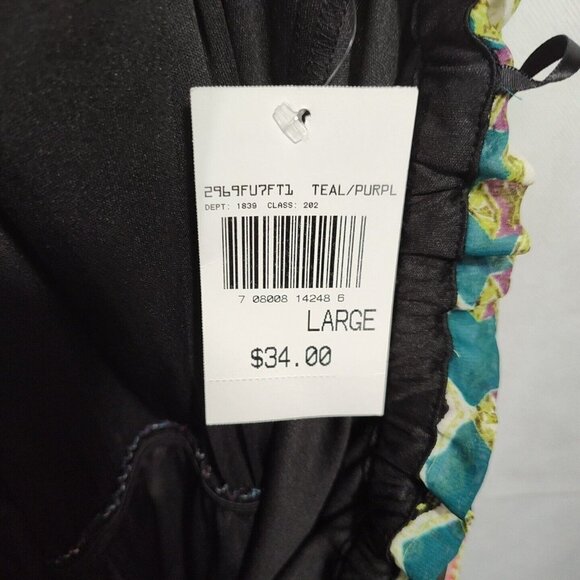 2969FU7FT1 TEAL/PURPL
DEPT: 1839 CLASS: 202
7 08008 14248 6
LARGE
$34.00